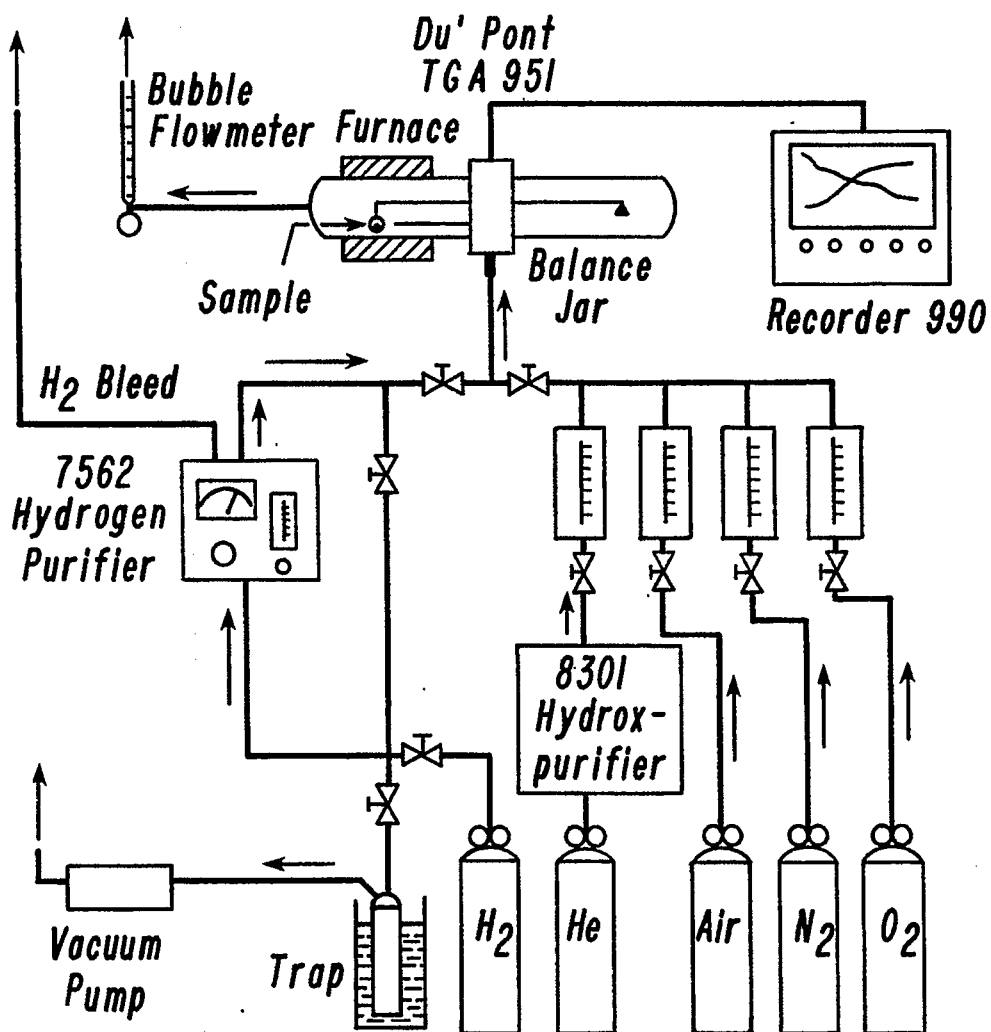 Du' Pont
TGA 951
Bubble
Flowmeter
Furnace
Sample
Balance
Jar
Recorder 990
H2 Bleed
7562
Hydrogen
Purifier
8301
Hydrox-
purifier
Vacuum
Pump
Trap
H2
He
Air
N2
O2